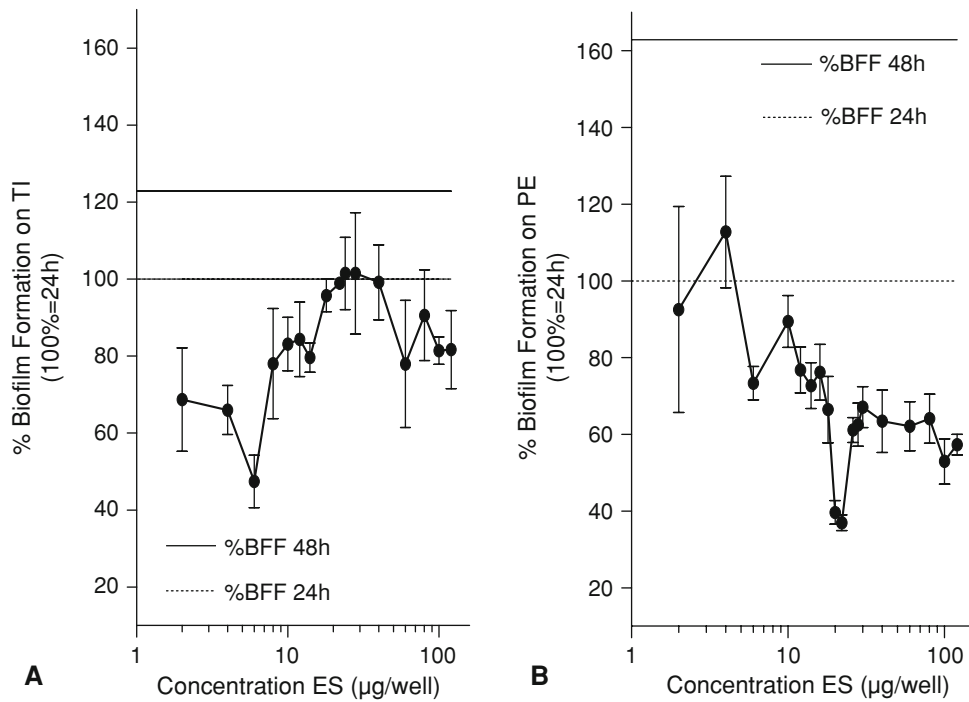 160
140
120
100
80
60
40
20
% Biofilm Formation on TI
(100%=24h)
%BFF 48h
%BFF 24h
1
10
100
Concentration ES (µg/well)
A
160
140
120
100
80
60
40
20
% Biofilm Formation on PE
(100%=24h)
%BFF 48h
%BFF 24h
1
10
100
Concentration ES (µg/well)
B